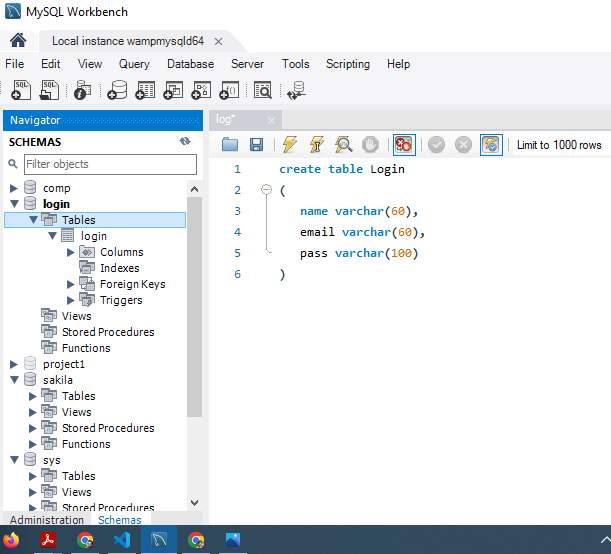 MySQL Workbench
Local instance wampmysqld64
File Edit View Query Database Server Tools Scripting Help
Navigator
SCHEMAS
Filter objects
comp
login
Tables
login
Columns
Indexes
Foreign Keys
Triggers
Views
Stored Procedures
Functions
project1
sakila
Tables
Views
Stored Procedures
Functions
sys
Tables
Views
Stored Procedures
Administration Schemas
log*
Limit to 1000 rows
1 create table Login
2 (
3 name varchar(60),
4 email varchar(60),
5 pass varchar(100)
6 )